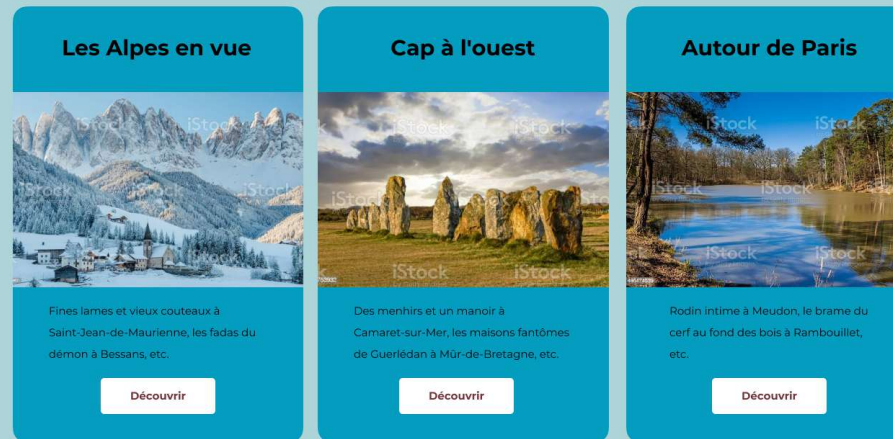 Les Alpes en vue
iStock
iStock
iStock
iStock
iStock
iStock
Fines lames et vieux couteaux à
Saint-Jean-de-Maurienne, les fadas du
démon à Bessans, etc.
Découvrir
Cap à l'ouest
iStock
iStock
iStock
iStock
iStock
Des menhirs et un manoir à
Camaret-sur-Mer, les maisons fantômes
de Guerlédan à Mûr-de-Bretagne, etc.
Découvrir
Autour de Paris
iStock
iStock
iStock
iStock
iStock
iStock
Rodin intime à Meudon, le brame du
cerf au fond des bois à Rambouillet,
etc.
Découvrir